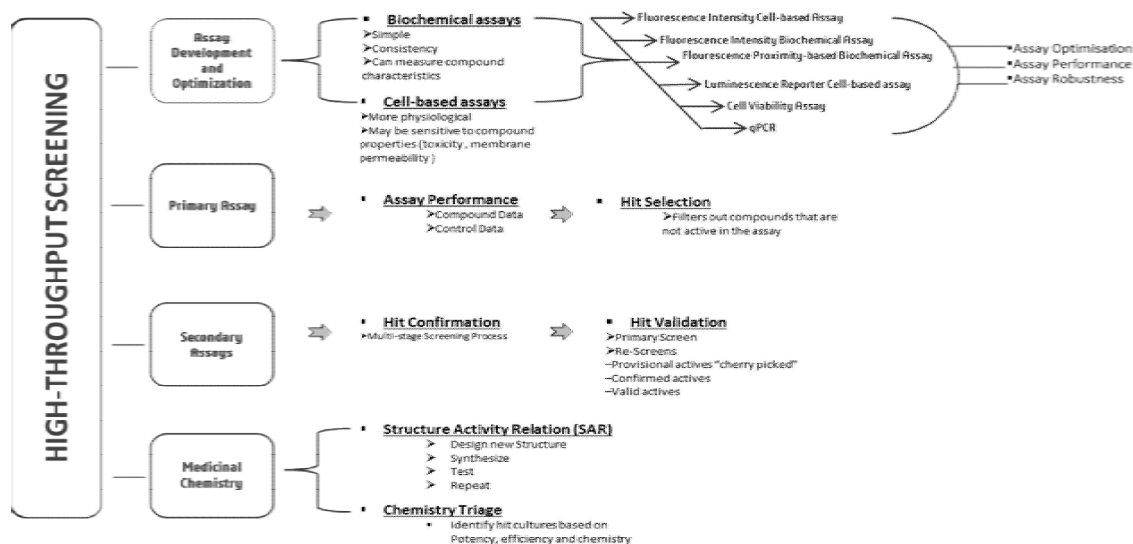 HIGH-THROUGHPUT SCREENING
Assay
Development
and
Optimization
▪ Biochemical assays
➤Simple
➤Consistency
➤Can measure compound
characteristics
▪ Cell-based assays
➤More physiological
➤May be sensitive to compound
properties (toxicity, membrane
permeability)
Fluorescence Intensity Cell-based Assay
Fluorescence Intensity Biochemical Assay
Flourescence Proximity-based Biochemical Assay
Luminescence Reporter Cell-based assay
Cell Viability Assay
qPCR
▪Assay Optimisation
▪Assay Performance
▪Assay Robustness
Primary Assay
▪ Assay Performance
➤Compound Data
➤Control Data
▪ Hit Selection
➤Filters out compounds that are
not active in the assay
Secondary
Assays
▪ Hit Confirmation
➤Multi-stage Screening Process
▪ Hit Validation
➤Primary Screen
➤Re-Screens
–Provisional actives "cherry picked"
–Confirmed actives
–Valid actives
Medicinal
Chemistry
▪ Structure Activity Relation (SAR)
➤ Design new Structure
➤ Synthesize
➤ Test
➤ Repeat
▪ Chemistry Triage
▪ Identify hit cultures based on
Potency, efficiency and chemistry